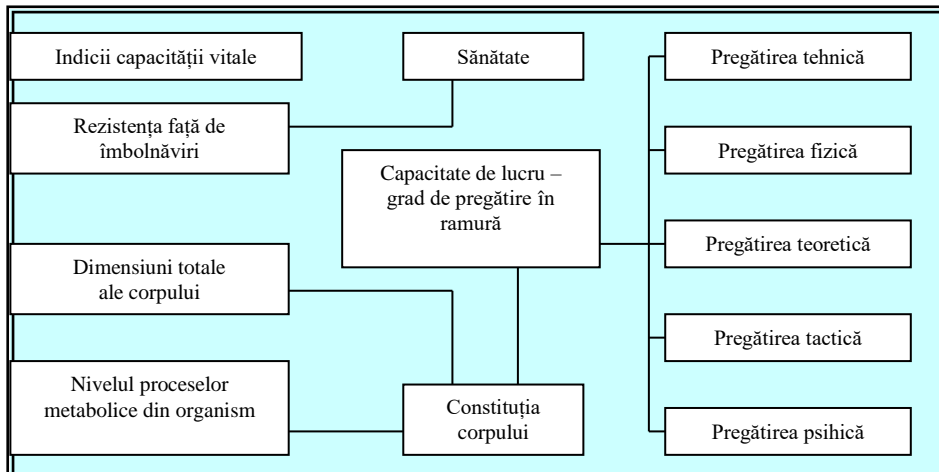 Indicii capacității vitale
Sănătate
Pregătirea tehnică
Rezistența față de
îmbolnăviri
Pregătirea fizică
Capacitate de lucru –
grad de pregătire în
ramură
Pregătirea teoretică
Dimensiuni totale
ale corpului
Pregătirea tactică
Nivelul proceselor
metabolice din organism
Constituția
corpului
Pregătirea psihică